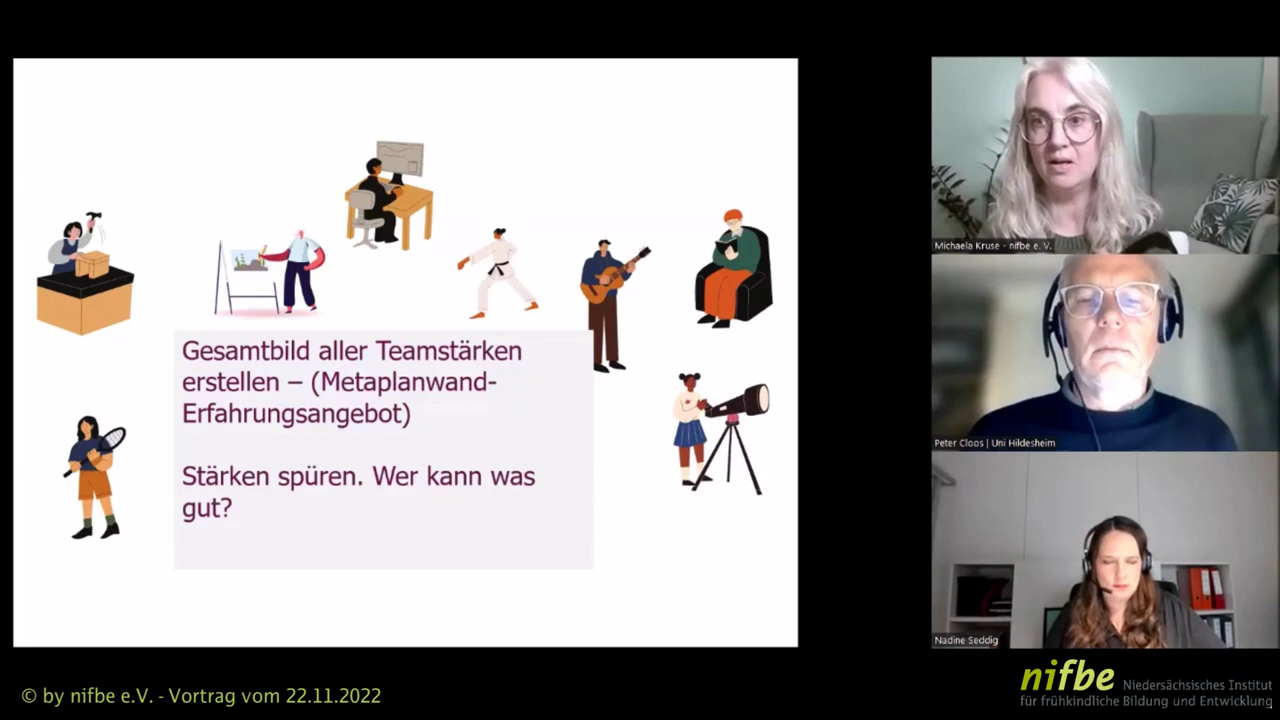 Gesamtbild aller Teamstärken
erstellen – (Metaplanwand-
Erfahrungsangebot)
Stärken spüren. Wer kann was
gut?
Michaela Kruse - nifbe e. V.
Peter Cloos | Uni Hildesheim
Nadine Seddig
© by nifbe e.V. - Vortrag vom 22.11.2022
nifbe Niedersächsisches Institut
für frühkindliche Bildung und Entwicklung